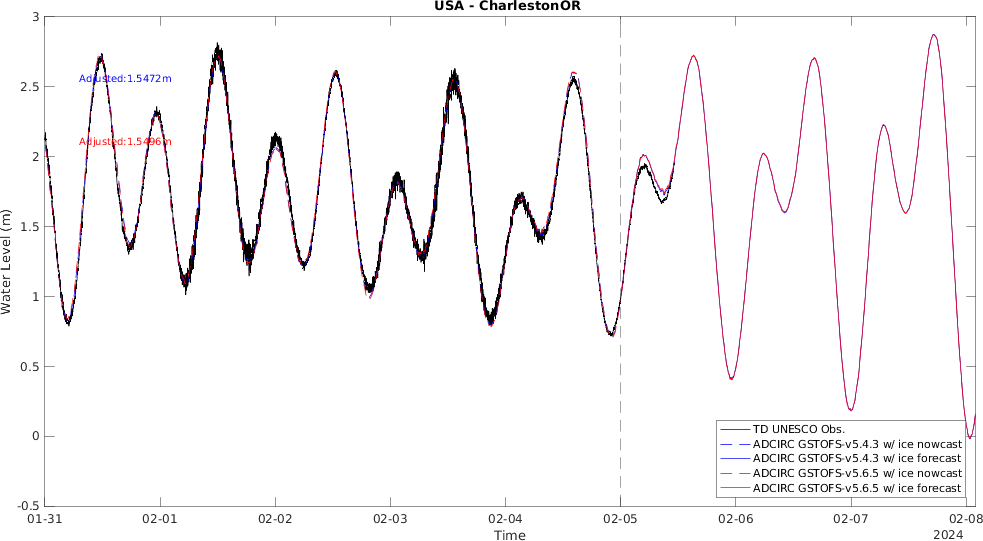 USA - CharlestonOR
3
2.5
2
1.5
1
0.5
0
-0.5
Water Level (m)
Adjusted:1.5472m
Adjusted:1.5496m
TD UNESCO Obs.
ADCIRC GSTOFS-v5.4.3 w/ ice nowcast
ADCIRC GSTOFS-v5.4.3 w/ ice forecast
ADCIRC GSTOFS-v5.6.5 w/ ice nowcast
ADCIRC GSTOFS-v5.6.5 w/ ice forecast
01-31 02-01 02-02 02-03 02-04 02-05 02-06 02-07 02-08
Time
2024